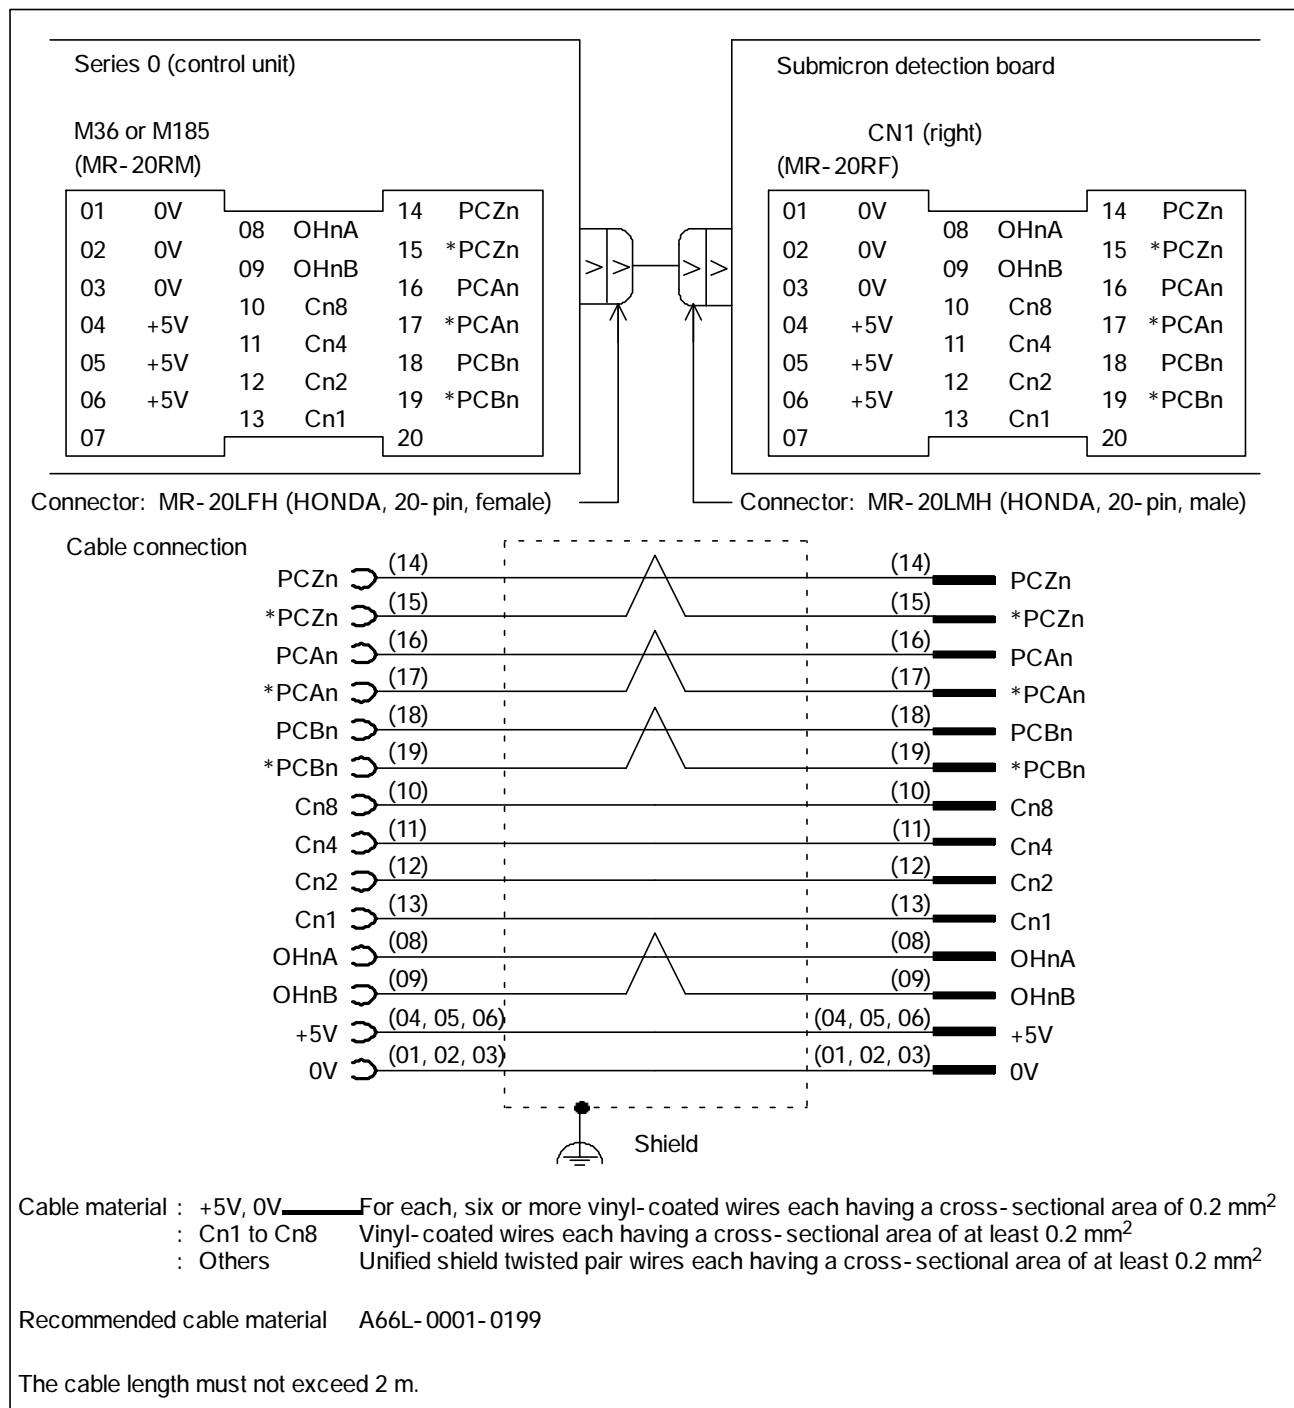 Series 0 (control unit)
M36 or M185
(MR-20RM)
01 0V
02 0V
03 0V
04 +5V
05 +5V
06 +5V
07
08 OHnA
09 OHnB
10 Cn8
11 Cn4
12 Cn2
13 Cn1
14 PCZn
15 *PCZn
16 PCAn
17 *PCAn
18 PCBn
19 *PCBn
20
Submicron detection board
CN1 (right)
(MR-20RF)
01 0V
02 0V
03 0V
04 +5V
05 +5V
06 +5V
07
08 OHnA
09 OHnB
10 Cn8
11 Cn4
12 Cn2
13 Cn1
14 PCZn
15 *PCZn
16 PCAn
17 *PCAn
18 PCBn
19 *PCBn
20
Connector: MR-20LFH (HONDA, 20-pin, female)
Connector: MR-20LMH (HONDA, 20-pin, male)
Cable connection
PCZn (14) (14) PCZn
*PCZn (15) (15) *PCZn
PCAn (16) (16) PCAn
*PCAn (17) (17) *PCAn
PCBn (18) (18) PCBn
*PCBn (19) (19) *PCBn
Cn8 (10) (10) Cn8
Cn4 (11) (11) Cn4
Cn2 (12) (12) Cn2
Cn1 (13) (13) Cn1
OHnA (08) (08) OHnA
OHnB (09) (09) OHnB
+5V (04, 05, 06) (04, 05, 06) +5V
0V (01, 02, 03) (01, 02, 03) 0V
Shield
Cable material : +5V, 0V For each, six or more vinyl-coated wires each having a cross-sectional area of 0.2 mm²
: Cn1 to Cn8 Vinyl-coated wires each having a cross-sectional area of at least 0.2 mm²
: Others Unified shield twisted pair wires each having a cross-sectional area of at least 0.2 mm²
Recommended cable material A66L-0001-0199
The cable length must not exceed 2 m.